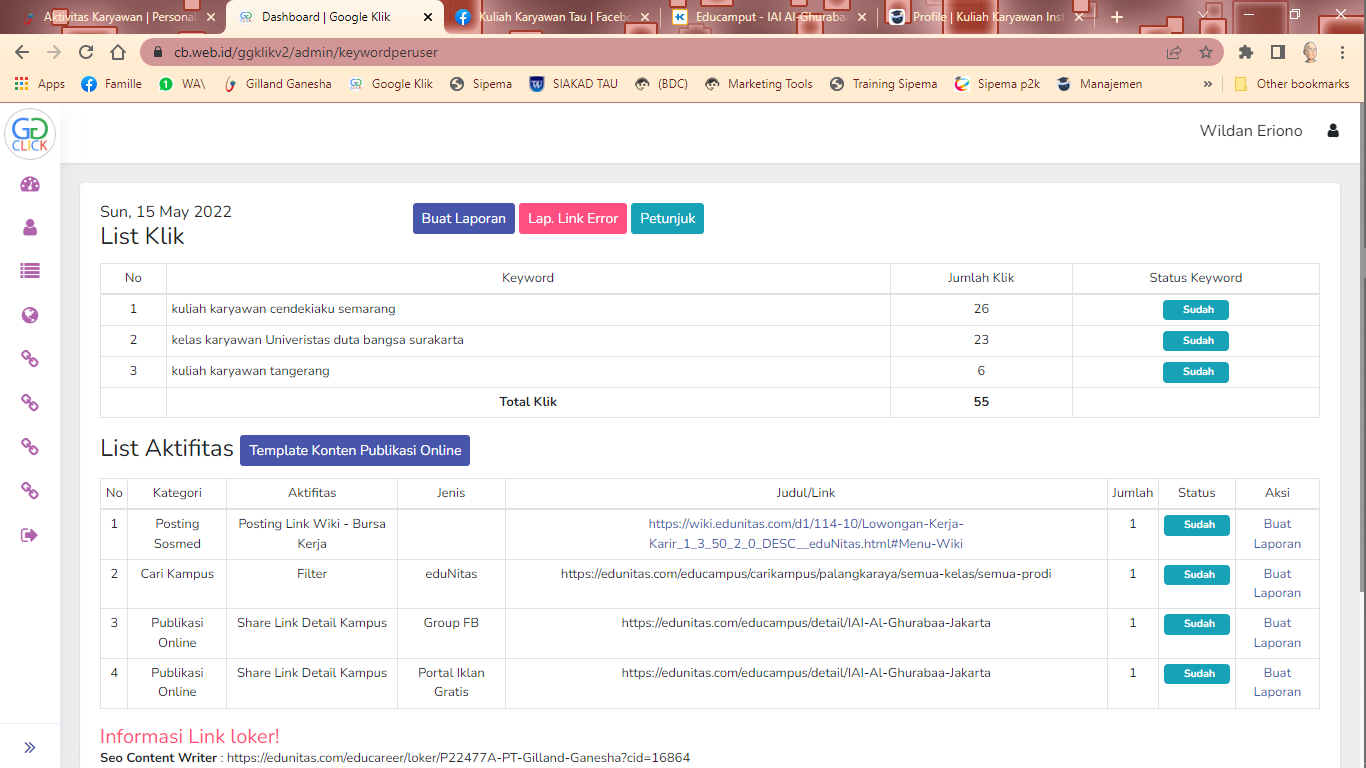 Aktivitas Karyawan | Personal
Dashboard | Google Klik
Kuliah Karyawan Tau | Facebo
Educamput - IAI Al-Ghurabaa
Profile | Kuliah Karyawan Inst
cb.web.id/ggklikv2/admin/keywordperuser
Apps Famille WA\ Gilland Ganesha Google Klik Sipema SIAKAD TAU (BDC) Marketing Tools Training Sipema Sipema p2k Manajemen » Other bookmarks
GG CLICK
Wildan Eriono
Sun, 15 May 2022
List Klik
Buat Laporan Lap. Link Error Petunjuk
No Keyword Jumlah Klik Status Keyword
1 kuliah karyawan cendekiaku semarang 26 Sudah
2 kelas karyawan Univeristas duta bangsa surakarta 23 Sudah
3 kuliah karyawan tangerang 6 Sudah
Total Klik 55
List Aktifitas Template Konten Publikasi Online
No Kategori Aktifitas Jenis Judul/Link Jumlah Status Aksi
1 Posting Posting Link Wiki - Bursa https://wiki.edunitas.com/d1/114-10/Lowongan-Kerja- 1 Sudah Buat
Sosmed Kerja Karir_1_3_50_2_0_DESC__eduNitas.html#Menu-Wiki Laporan
2 Cari Kampus Filter eduNitas https://edunitas.com/educampus/carikampus/palangkaraya/semua-kelas/semua-prodi 1 Sudah Buat
Laporan
3 Publikasi Share Link Detail Kampus Group FB https://edunitas.com/educampus/detail/IAI-Al-Ghurabaa-Jakarta 1 Sudah Buat
Online Laporan
4 Publikasi Share Link Detail Kampus Portal Iklan https://edunitas.com/educampus/detail/IAI-Al-Ghurabaa-Jakarta 1 Sudah Buat
Online Gratis Laporan
Informasi Link loker!
Seo Content Writer : https://edunitas.com/educareer/loker/P22477A-PT-Gilland-Ganesha?cid=16864